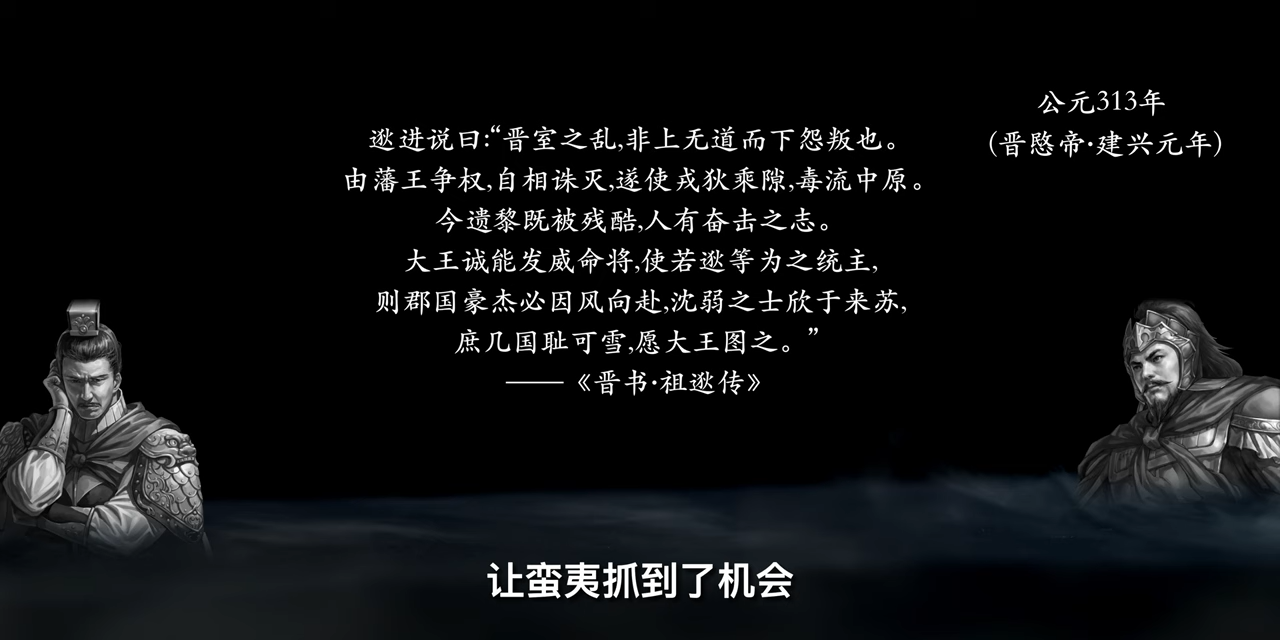 公元313年
（晋愍帝·建兴元年）
逖进说曰:“晋室之乱,非上无道而下怨叛也。
由藩王争权,自相诛灭,遂使戎狄乘隙,毒流中原。
今遗黎既被残酷,人有奋击之志。
大王诚能发威命将,使若逖等为之统主,
则郡国豪杰必因风向赴,沈弱之士欣于来苏,
庶几国耻可雪,愿大王图之。”
——《晋书·祖逖传》
让蛮夷抓到了机会